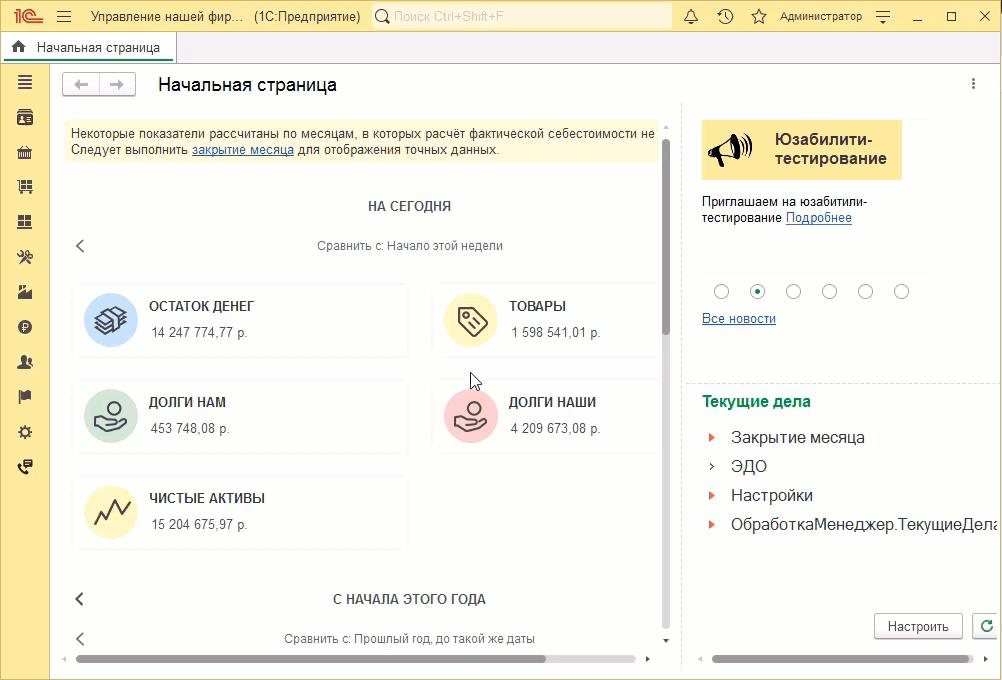 1С Управление нашей фир... (1С:Предприятие) Поиск Ctrl+Shift+F Администратор
Начальная страница
Начальная страница
Некоторые показатели рассчитаны по месяцам, в которых расчёт фактической себестоимости не
Следует выполнить закрытие месяца для отображения точных данных.
НА СЕГОДНЯ
Сравнить с: Начало этой недели
ОСТАТОК ДЕНЕГ
14 247 774,77 р.
ТОВАРЫ
1 598 541,01 р.
ДОЛГИ НАМ
453 748,08 р.
ДОЛГИ НАШИ
4 209 673,08 р.
ЧИСТЫЕ АКТИВЫ
15 204 675,97 р.
С НАЧАЛА ЭТОГО ГОДА
Сравнить с: Прошлый год, до такой же даты
Юзабилити-
тестирование
Приглашаем на юзабитили-
тестирование Подробнее
Все новости
Текущие дела
Закрытие месяца
ЭДО
Настройки
ОбработкаМенеджер.ТекущиеДела
Настроить